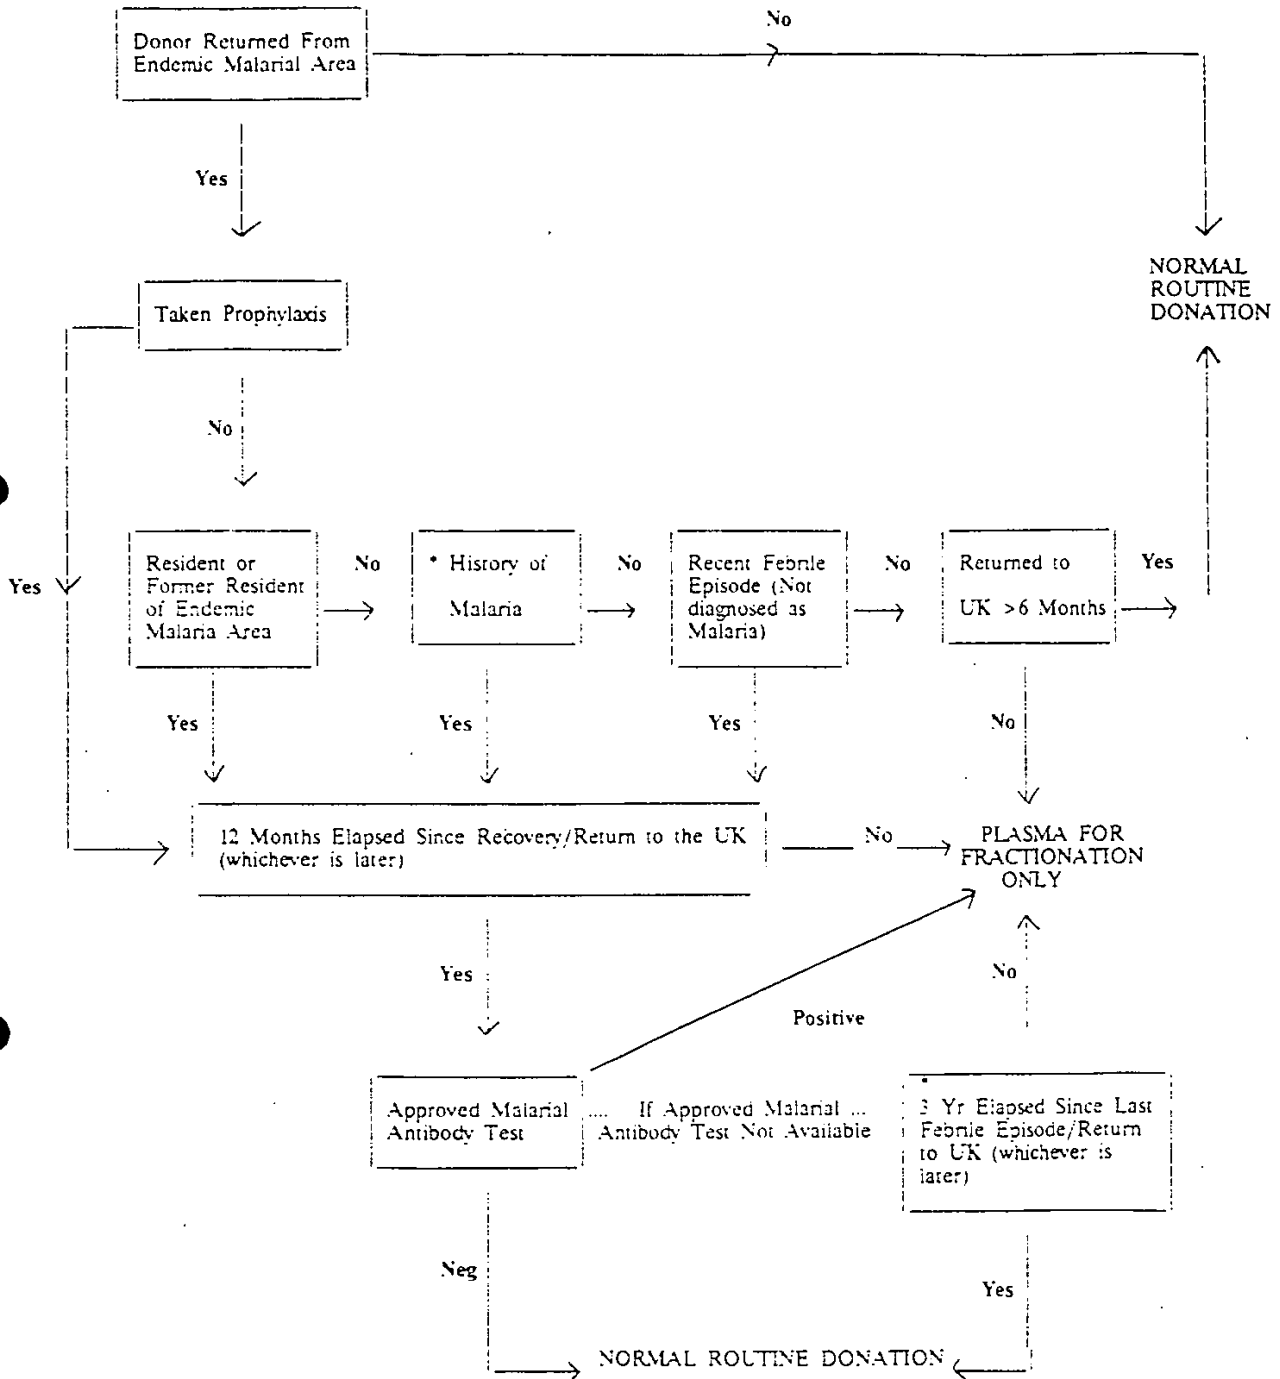 No
Donor Returned From
Endemic Malarial Area
Yes
NORMAL
ROUTINE
DONATION
Taken Prophylaxis
No
Yes
Resident or
Former Resident
of Endemic
Malaria Area
No
* History of
Malaria
No
Recent Febrile
Episode (Not
diagnosed as
Malaria)
No
Returned to
UK >6 Months
Yes
Yes
Yes
Yes
No
12 Months Elapsed Since Recovery/Return to the UK
(whichever is later)
No
PLASMA FOR
FRACTIONATION
ONLY
Yes
No
Positive
Approved Malarial
Antibody Test
.... If Approved Malarial ...
Antibody Test Not Available
*
3 Yr Elapsed Since Last
Febrile Episode/Return
to UK (whichever is
later)
Neg
Yes
NORMAL ROUTINE DONATION